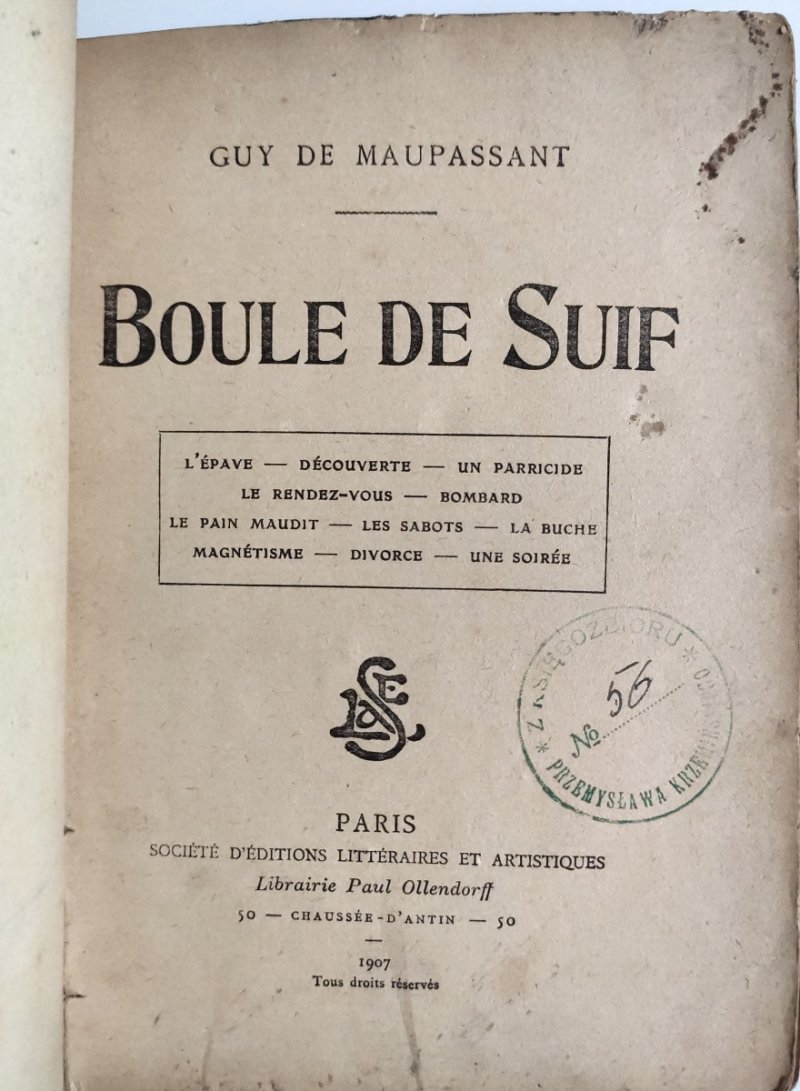 GUY DE MAUPASSANT
BOULE DE SUIF
L'ÉPAVE — DÉCOUVERTE — UN PARRICIDE
LE RENDEZ-VOUS — BOMBARD
LE PAIN MAUDIT — LES SABOTS — LA BUCHE
MAGNÉTISME — DIVORCE — UNE SOIRÉE
* Z KSIĘGOZBIORU *
№ 56
PRZEMYSŁAWA
PARIS
SOCIÉTÉ D'ÉDITIONS LITTÉRAIRES ET ARTISTIQUES
Librairie Paul Ollendorff
50 — CHAUSSÉE-D'ANTIN — 50
1907
Tous droits réservés